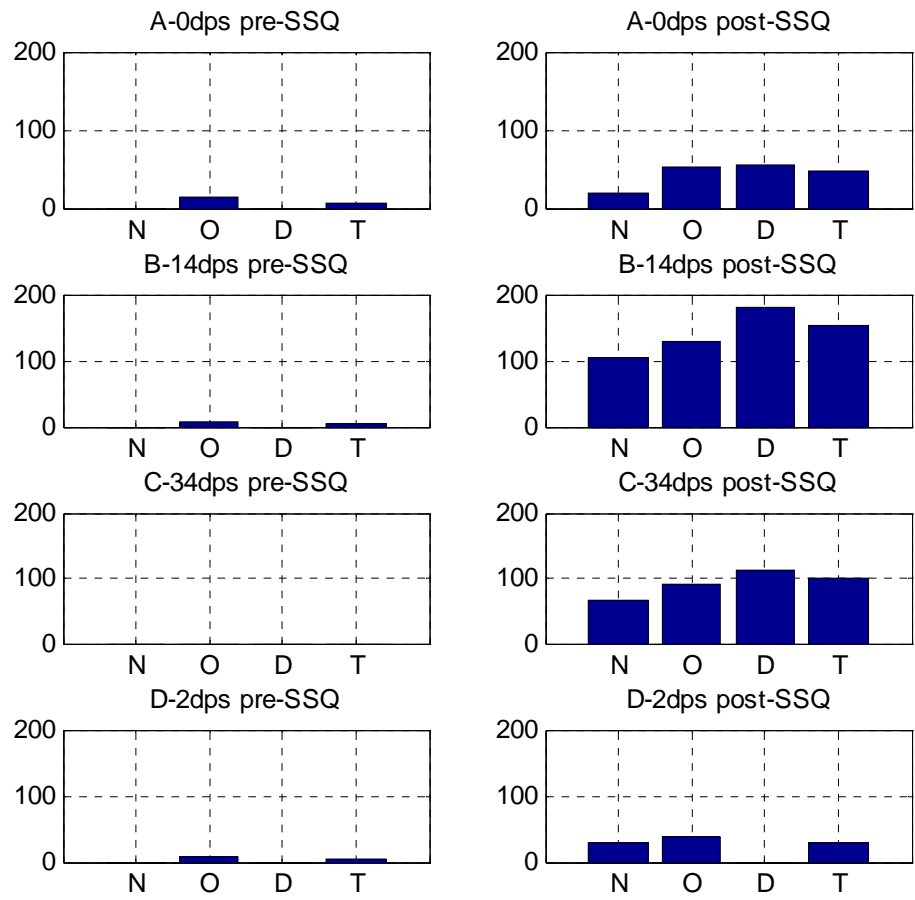 A-0dps pre-SSQ
200
100
0
N O D T
A-0dps post-SSQ
200
100
0
N O D T
B-14dps pre-SSQ
200
100
0
N O D T
B-14dps post-SSQ
200
100
0
N O D T
C-34dps pre-SSQ
200
100
0
N O D T
C-34dps post-SSQ
200
100
0
N O D T
D-2dps pre-SSQ
200
100
0
N O D T
D-2dps post-SSQ
200
100
0
N O D T